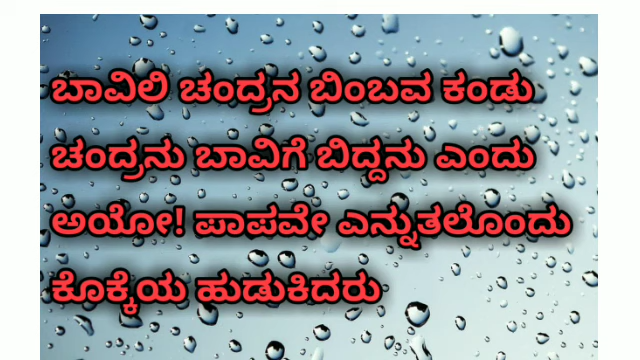 ಬಾವಿಲಿ ಚಂದ್ರನ ಬಿಂಬವ ಕಂಡು
ಚಂದ್ರನು ಬಾವಿಗೆ ಬಿದ್ದನು ಎಂದು
ಅಯೋ! ಪಾಪವೇ ಎನ್ನುತಲೊಂದು
ಕೊಕ್ಕೆಯ ಹುಡುಕಿದರು